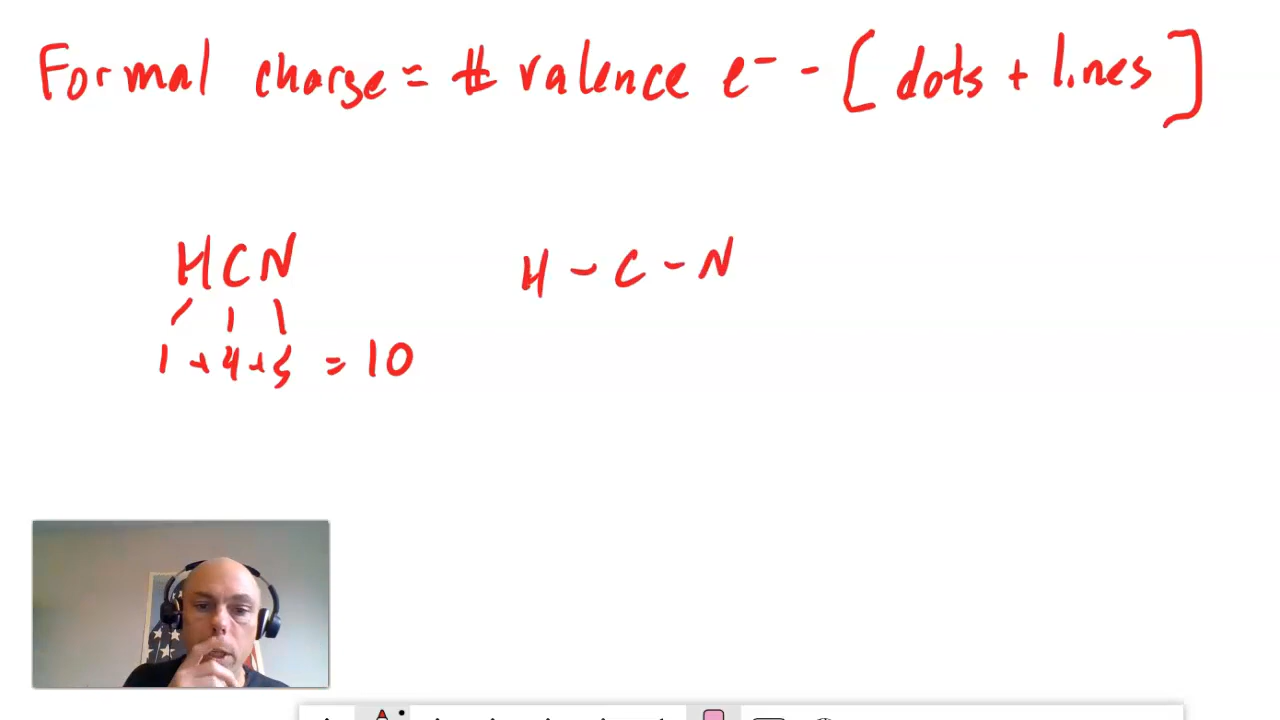 Formal charge = # valence e⁻ - [dots + lines]
HCN
H - C - N
1 + 4 + 5 = 10